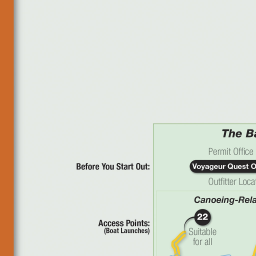 The Ba
Permit Office
Before You Start Out:
Voyageur Quest O
Outfitter Loca
Canoeing-Rela
22
Access Points:
(Boat Launches)
Suitable
for all